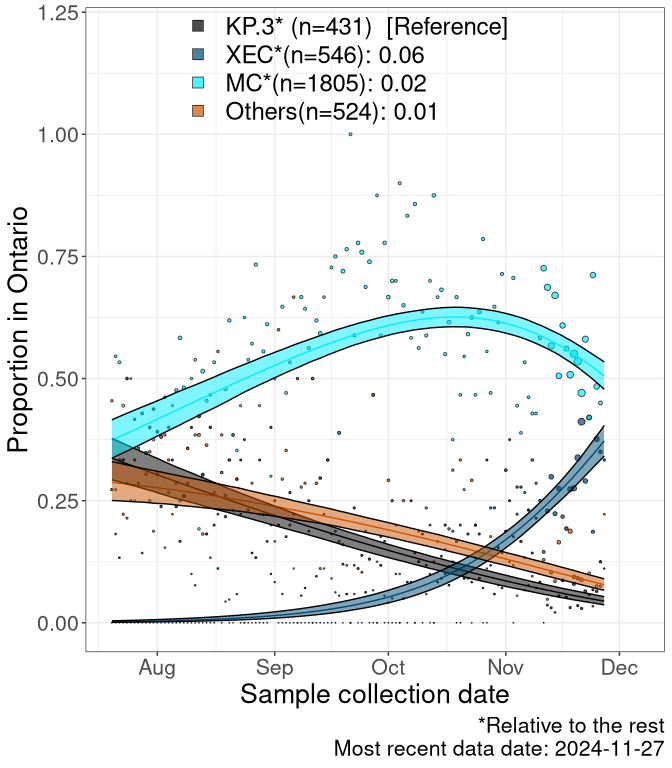 1.25
KP.3* (n=431)  [Reference]
XEC*(n=546): 0.06
MC*(n=1805): 0.02
Others(n=524): 0.01
1.00
0.75
0.50
0.25
0.00
Proportion in Ontario
Aug Sep Oct Nov Dec
Sample collection date
*Relative to the rest
Most recent data date: 2024-11-27